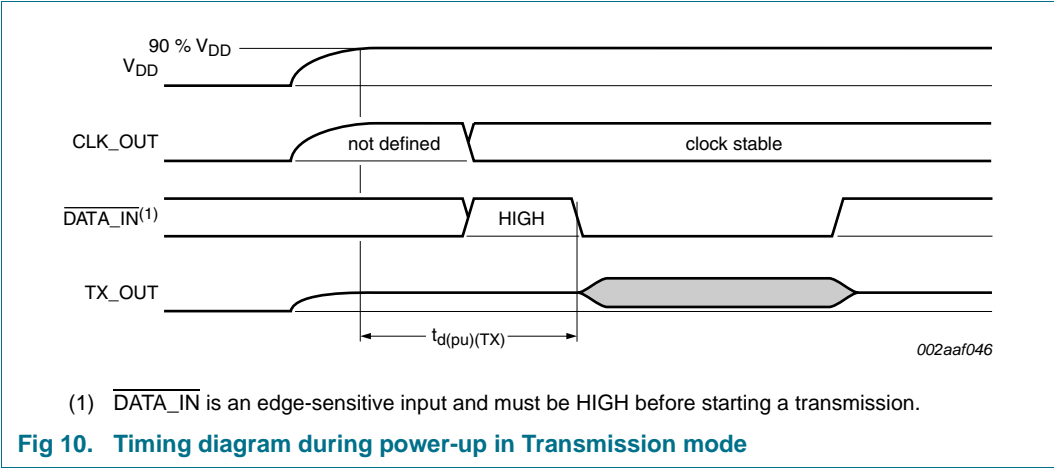 90 % VDD
VDD
CLK_OUT
not defined
clock stable
DATA_IN(1)
HIGH
TX_OUT
td(pu)(TX)
002aaf046
(1) DATA_IN is an edge-sensitive input and must be HIGH before starting a transmission.
Fig 10. Timing diagram during power-up in Transmission mode